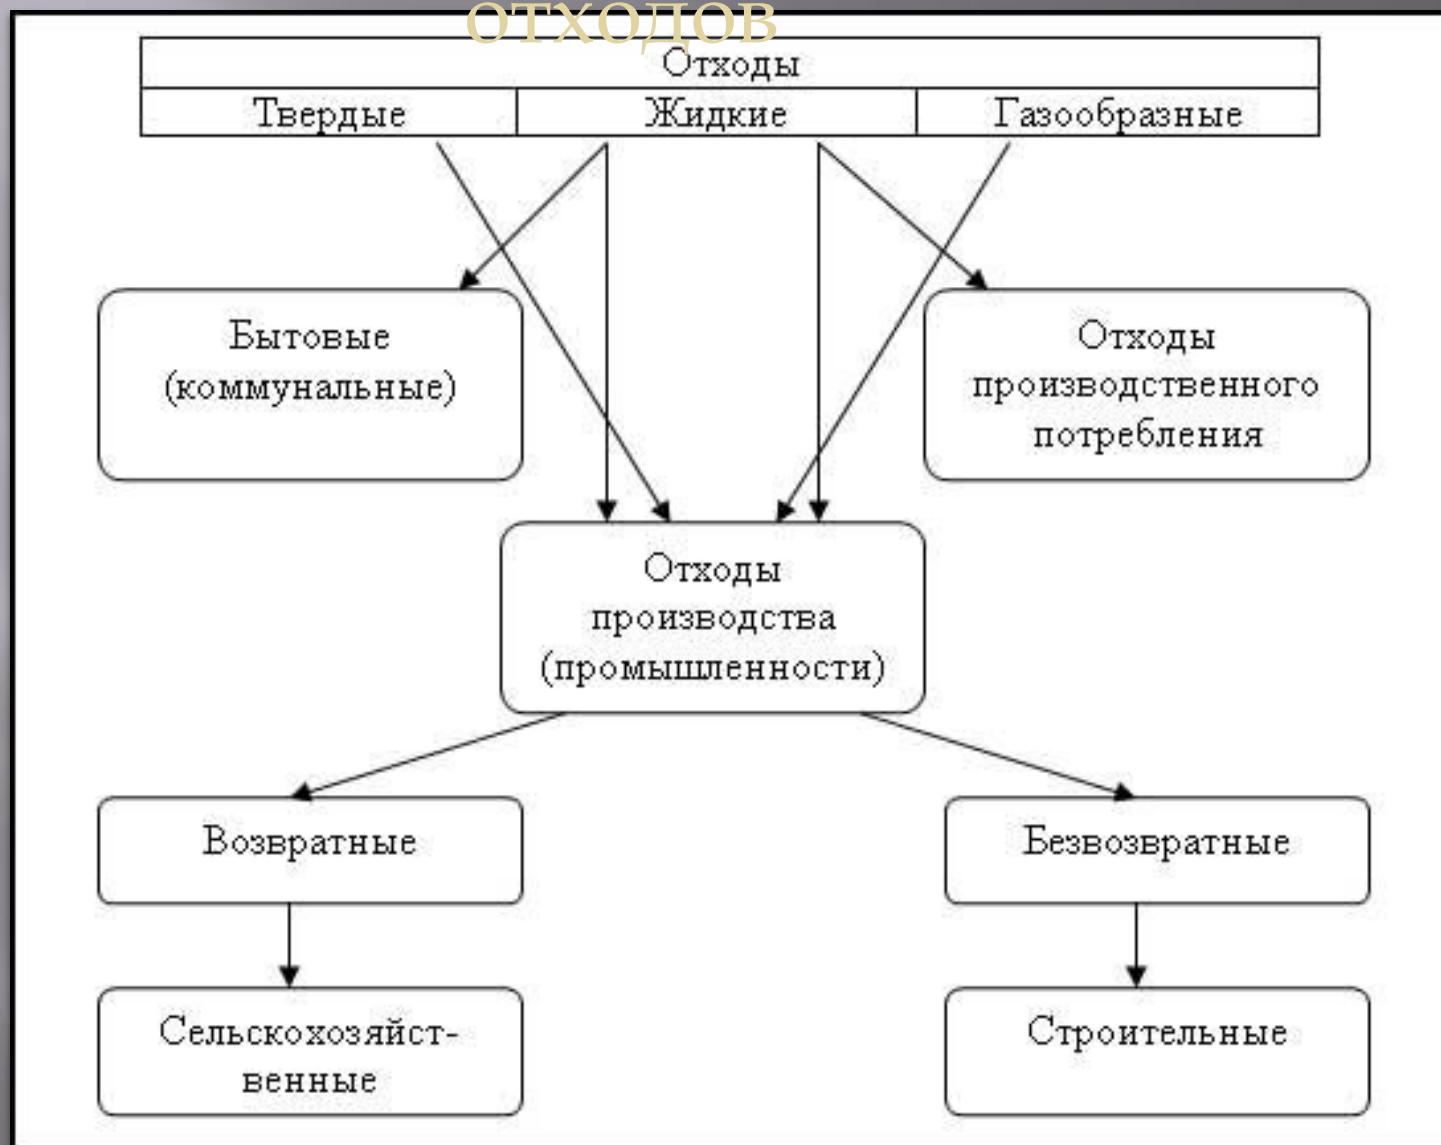 отходов
Отходы
Твердые Жидкие Газообразные
Бытовые
(коммунальные)
Отходы
производственного
потребления
Отходы
производства
(промышленности)
Возвратные
Безвозвратные
Сельскохозяйст-
венные
Строительные